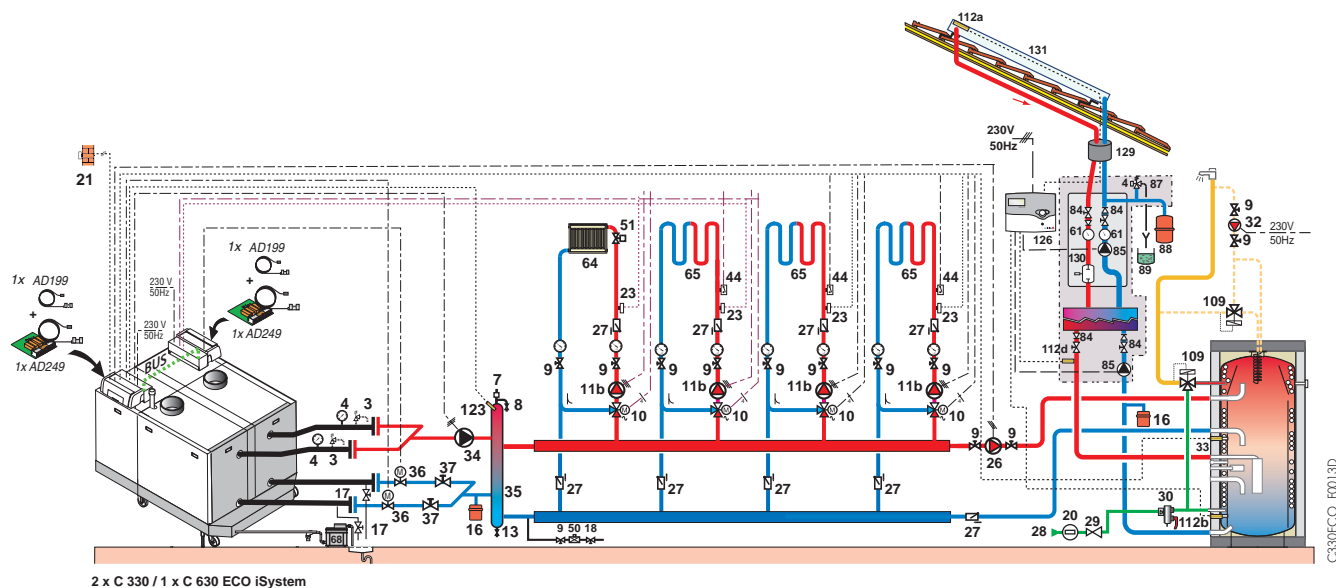 112a
131
230V
50Hz
129
21
4
87
9
32
230V
50Hz
9
84
84
61
61
126
130
85
88
89
51
64
65
65
65
44
44
44
23
23
23
23
27
27
27
27
9
9
9
9
11b
11b
11b
11b
M
10
M
10
M
10
M
10
1x AD199
+
1x AD249
1x AD199
+
1x AD249
230 V
50Hz
230 V
50Hz
BUS
109
109
84
84
112d
85
16
7
8
123
4
3
4
3
34
9
9
26
33
M
36
37
M
36
37
35
16
13
17
17
68
27
27
27
27
27
9
50
18
28
20
29
30
112b
C330ECO_F0013D
2 x C 330 / 1 x C 630 ECO iSystem